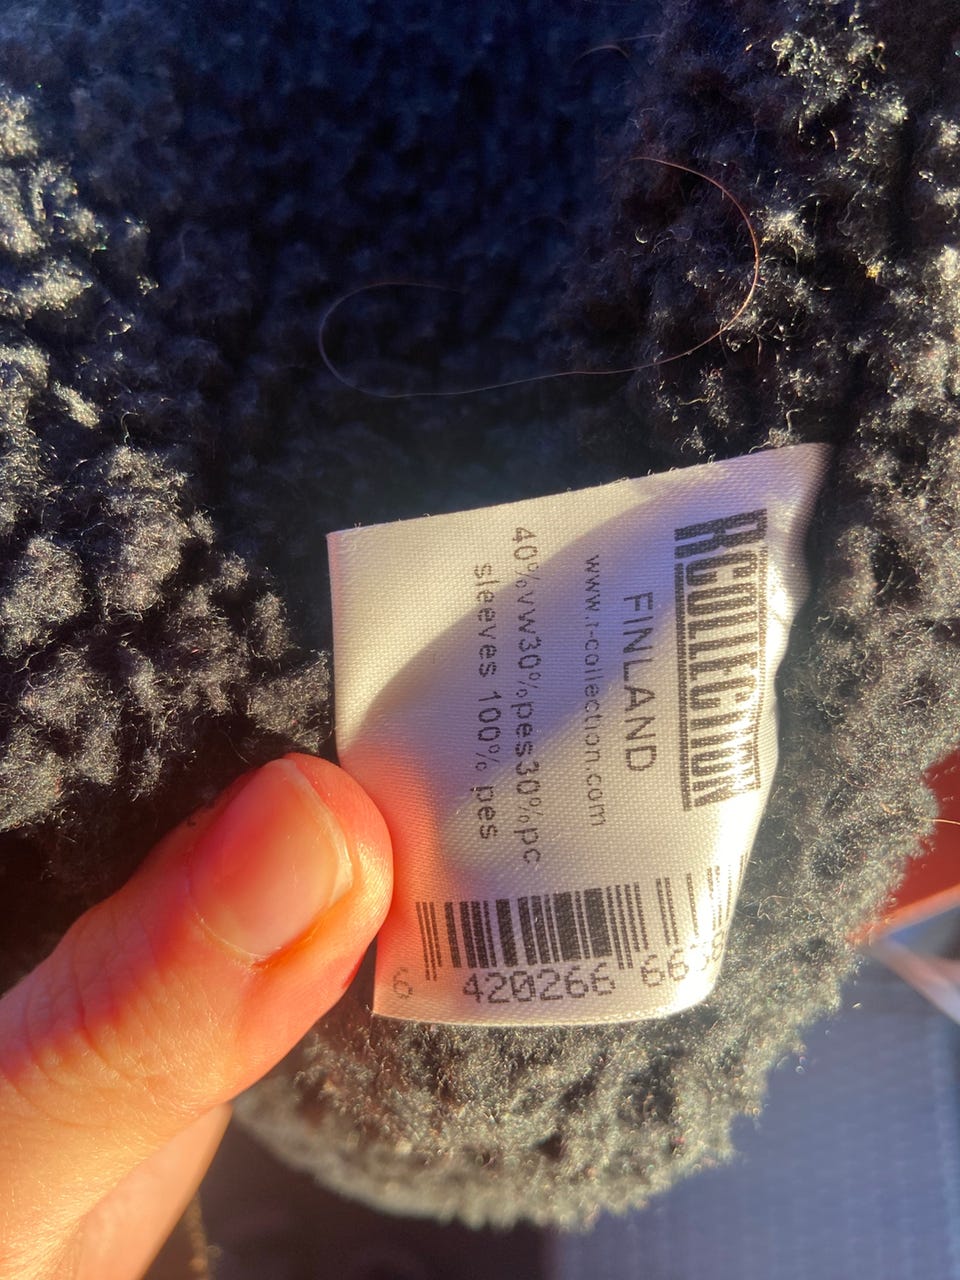 RCOLLECTION
FINLAND
www.r-collection.com
40%vw30%pes30%pc
sleeves 100% pes
6 420266 66